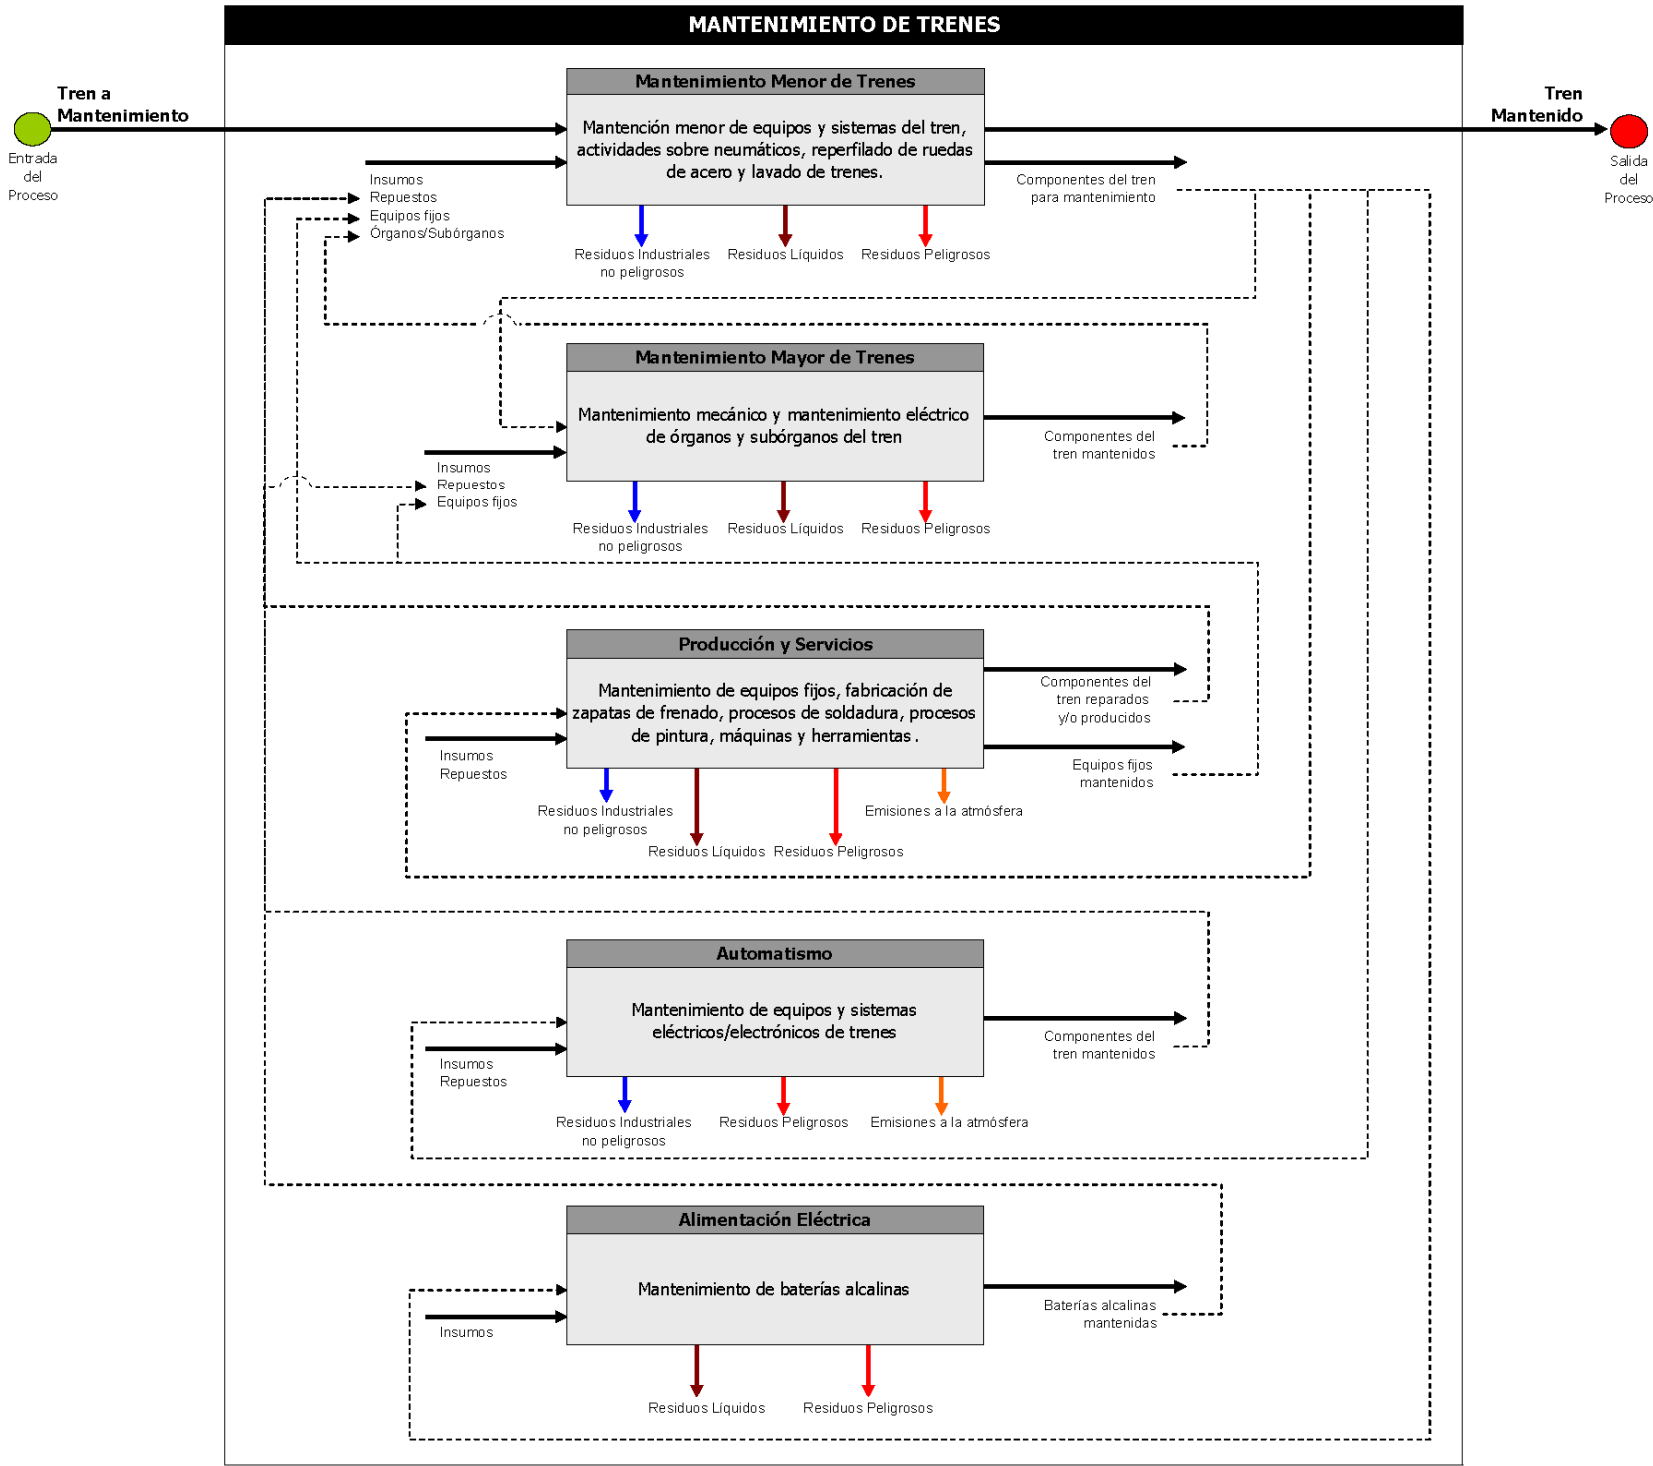 MANTENIMIENTO DE TRENES
Tren a
Mantenimiento
Entrada
del
Proceso
Mantenimiento Menor de Trenes
Mantención menor de equipos y sistemas del tren,
actividades sobre neumáticos, reperfilado de ruedas
de acero y lavado de trenes.
Tren
Mantenido
Salida
del
Proceso
Insumos
Repuestos
Equipos fijos
Órganos/Subórganos
Componentes del tren
para mantenimiento
Residuos Industriales
no peligrosos
Residuos Líquidos
Residuos Peligrosos
Mantenimiento Mayor de Trenes
Mantenimiento mecánico y mantenimiento eléctrico
de órganos y subórganos del tren
Componentes del
tren mantenidos
Insumos
Repuestos
Equipos fijos
Residuos Industriales
no peligrosos
Residuos Líquidos
Residuos Peligrosos
Producción y Servicios
Mantenimiento de equipos fijos, fabricación de
zapatas de frenado, procesos de soldadura, procesos
de pintura, máquinas y herramientas .
Componentes del
tren reparados
y/o producidos
Insumos
Repuestos
Equipos fijos
mantenidos
Residuos Industriales
no peligrosos
Emisiones a la atmósfera
Residuos Líquidos
Residuos Peligrosos
Automatismo
Mantenimiento de equipos y sistemas
eléctricos/electrónicos de trenes
Componentes del
tren mantenidos
Insumos
Repuestos
Residuos Industriales
no peligrosos
Residuos Peligrosos
Emisiones a la atmósfera
Alimentación Eléctrica
Mantenimiento de baterías alcalinas
Baterías alcalinas
mantenidas
Insumos
Residuos Líquidos
Residuos Peligrosos